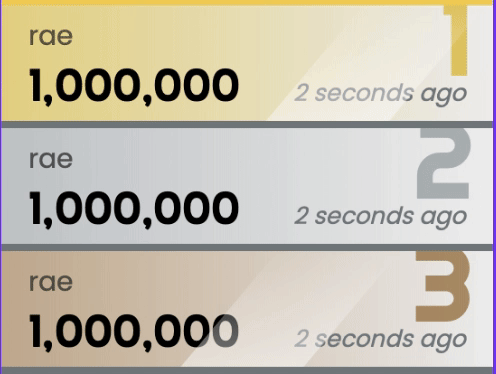 rae
1
1,000,000
2 seconds ago
rae
2
1,000,000
2 seconds ago
rae
3
1,000,000
2 seconds ago